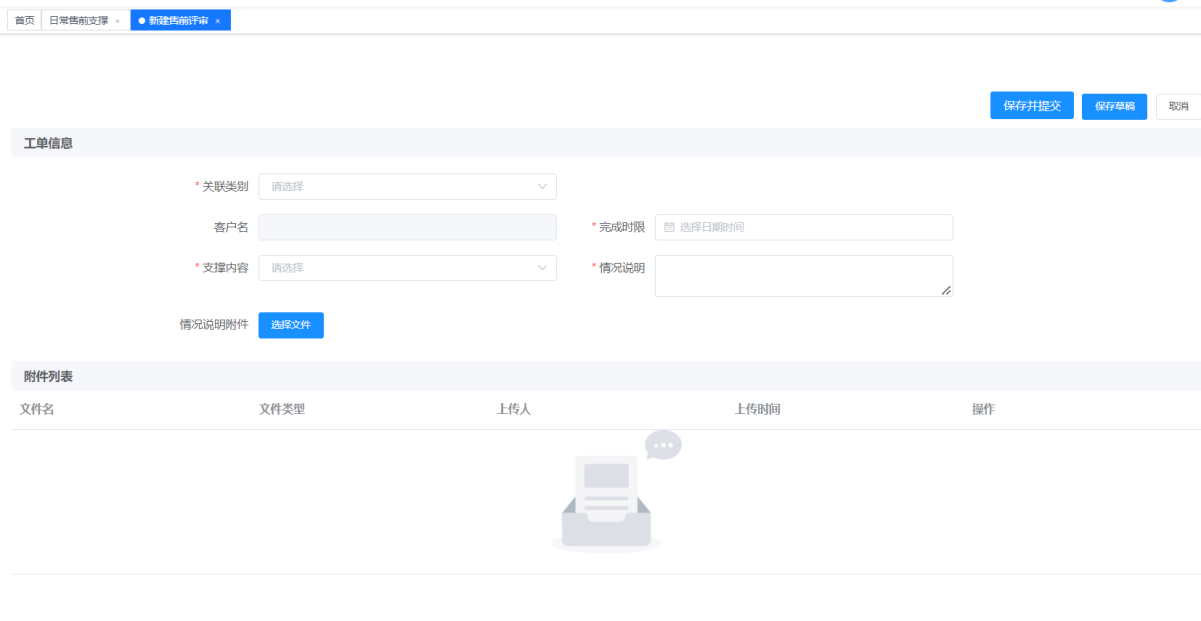 首页 日常售前支撑 × ● 新建售前评审 ×
保存并提交 保存草稿 取消
工单信息
* 关联类别 请选择
客户名 * 完成时限 选择日期时间
* 支撑内容 请选择 * 情况说明
情况说明附件 选择文件
附件列表
文件名 文件类型 上传人 上传时间 操作